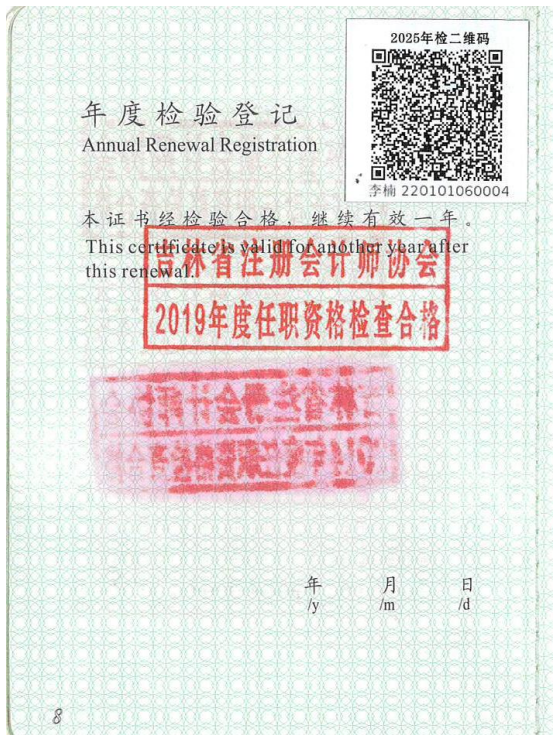 2025年检二维码
李楠 220101060004
年度检验登记
Annual Renewal Registration
本证书经检验合格，继续有效一年。
This certificate is valid for another year after
this renewal.
吉林省注册会计师协会
2019年度任职资格检查合格
年 月 日
/y /m /d
8